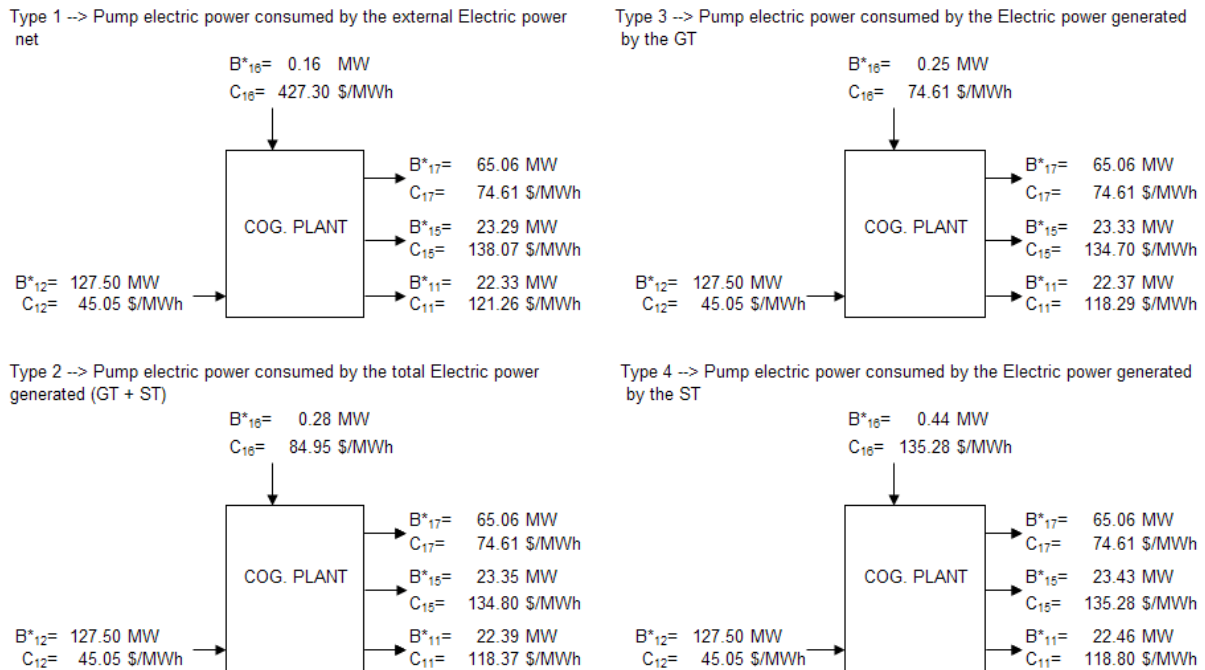 Type 1 --> Pump electric power consumed by the external Electric power
net
B*16= 0.16 MW
C16= 427.30 $/MWh
COG. PLANT
B*17= 65.06 MW
C17= 74.61 $/MWh
B*15= 23.29 MW
C15= 138.07 $/MWh
B*11= 22.33 MW
C11= 121.26 $/MWh
B*12= 127.50 MW
C12= 45.05 $/MWh
Type 3 --> Pump electric power consumed by the Electric power generated
by the GT
B*16= 0.25 MW
C16= 74.61 $/MWh
COG. PLANT
B*17= 65.06 MW
C17= 74.61 $/MWh
B*15= 23.33 MW
C15= 134.70 $/MWh
B*11= 22.37 MW
C11= 118.29 $/MWh
B*12= 127.50 MW
C12= 45.05 $/MWh
Type 2 --> Pump electric power consumed by the total Electric power
generated (GT + ST)
B*16= 0.28 MW
C16= 84.95 $/MWh
COG. PLANT
B*17= 65.06 MW
C17= 74.61 $/MWh
B*15= 23.35 MW
C15= 134.80 $/MWh
B*11= 22.39 MW
C11= 118.37 $/MWh
B*12= 127.50 MW
C12= 45.05 $/MWh
Type 4 --> Pump electric power consumed by the Electric power generated
by the ST
B*16= 0.44 MW
C16= 135.28 $/MWh
COG. PLANT
B*17= 65.06 MW
C17= 74.61 $/MWh
B*15= 23.43 MW
C15= 135.28 $/MWh
B*11= 22.46 MW
C11= 118.80 $/MWh
B*12= 127.50 MW
C12= 45.05 $/MWh